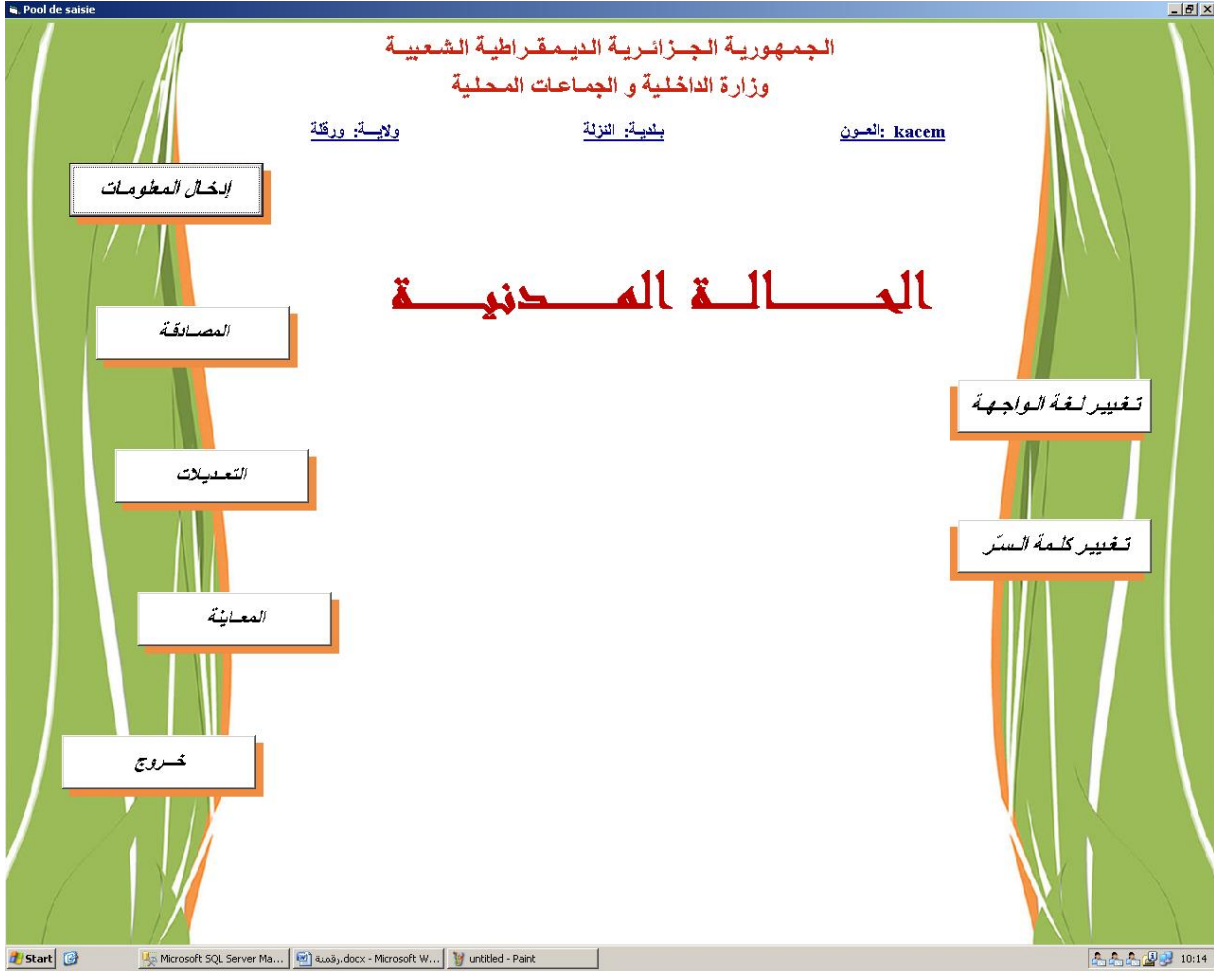 Pool de saisie
الجمهورية الجزائرية الديمقراطية الشعبية
وزارة الداخلية و الجماعات المحلية
العون: kacem
بلدية: النزلة
ولاية: ورقلة
إدخال المعلومات
الحالة المدنية
المصادقة
تغيير لغة الواجهة
التعديلات
تغيير كلمة السّر
المعاينة
خروج
Start
Microsoft SQL Server Ma...
رقمنة.docx - Microsoft W...
untitled - Paint
10:14